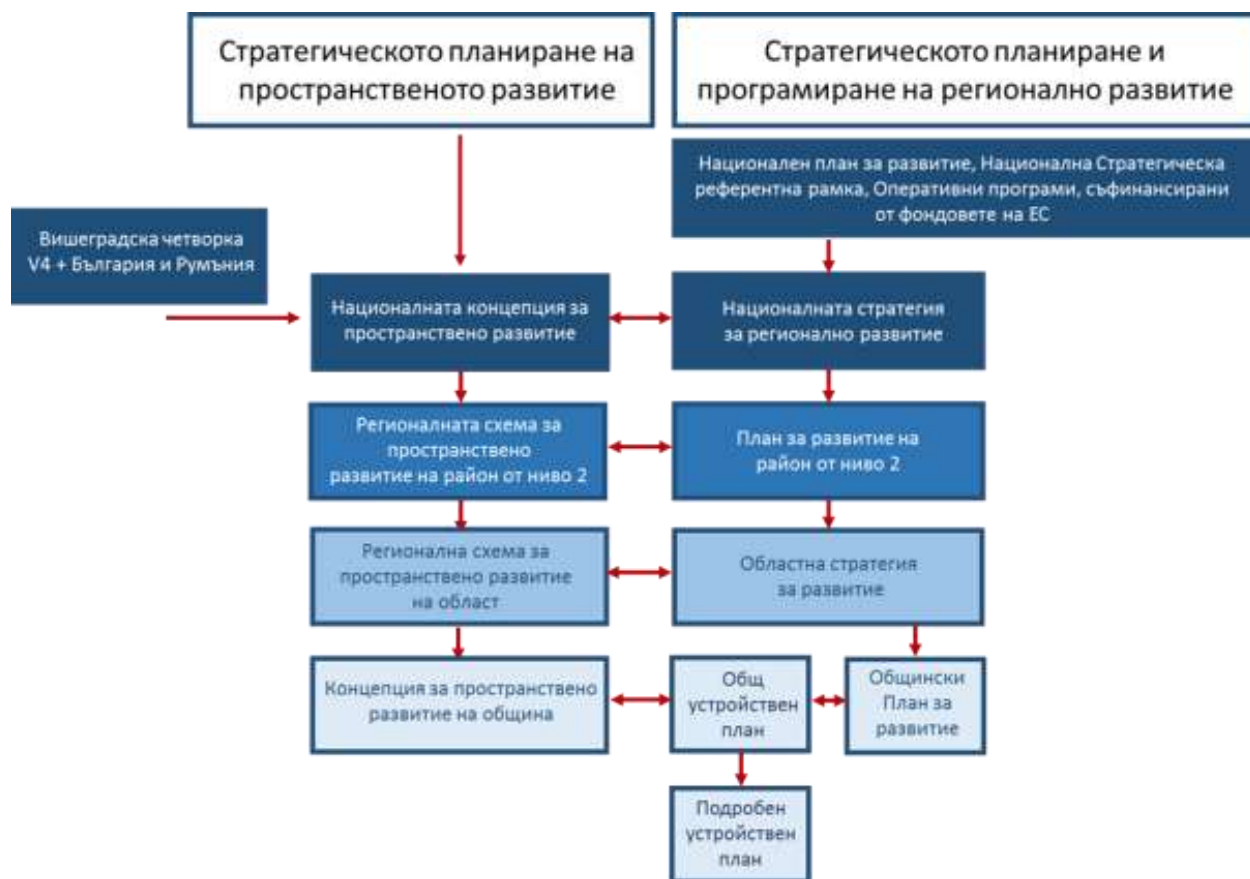 Стратегическото планиране на
пространственото развитие
Стратегическото планиране и
програмиране на регионално развитие
Национален план за развитие, Национална Стратегическа
референтна рамка, Оперативни програми, съфинансирани
от фондовете на ЕС
Вишеградска четворка
V4 + България и Румъния
Националната концепция за
пространствено развитие
Националната стратегия
за регионално развитие
Регионалната схема за
пространствено
развитие на район от ниво 2
План за развитие на
район от ниво 2
Регионална схема за
пространствено развитие
на област
Областна стратегия
за развитие
Концепция за пространствено
развитие на община
Общ
устройствен
план
Общински
План за
развитие
Подробен
устройствен
план